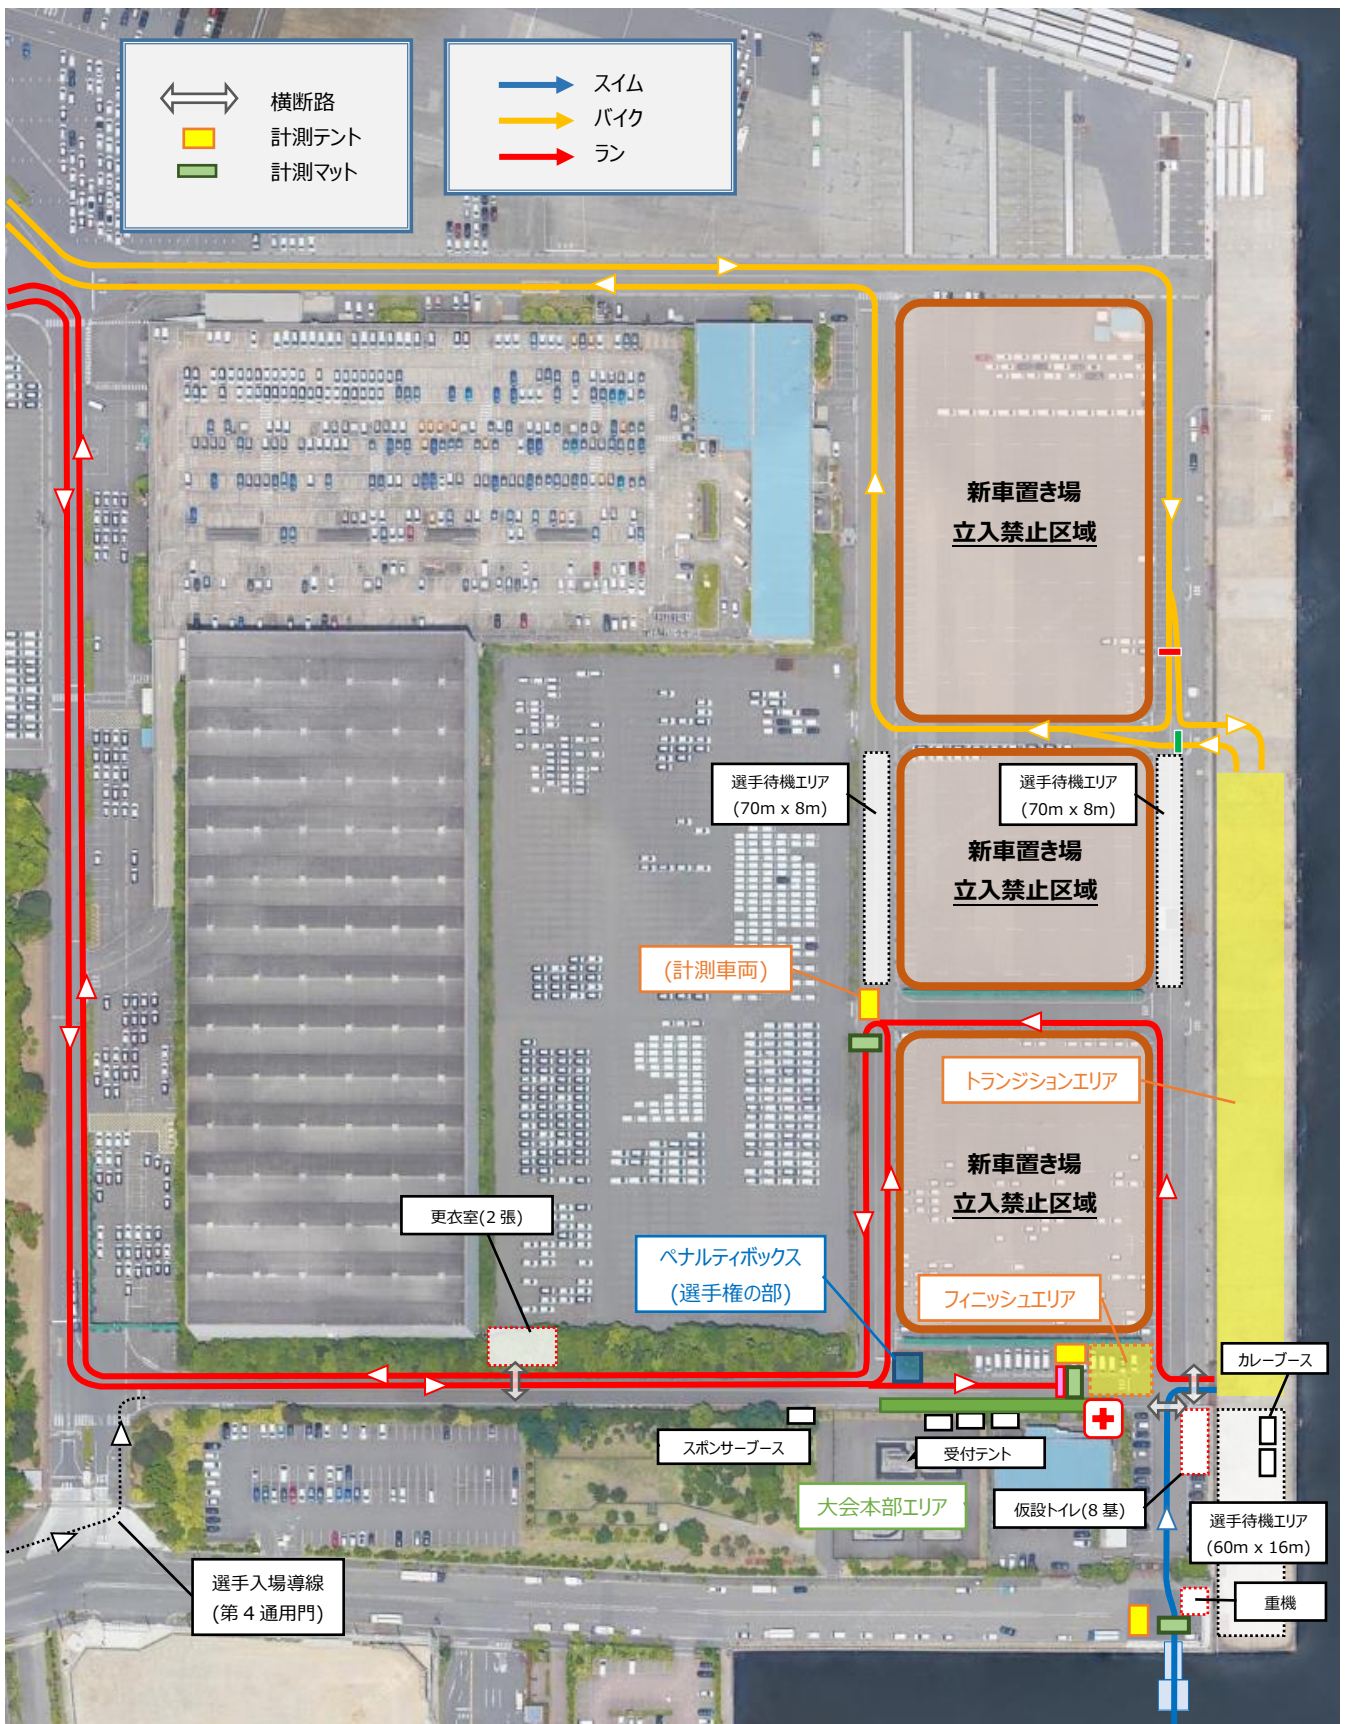 横断路
計測テント
計測マット
スイム
バイク
ラン
新車置き場
立入禁止区域
選手待機エリア
(70m x 8m)
選手待機エリア
(70m x 8m)
新車置き場
立入禁止区域
(計測車両)
トランジションエリア
新車置き場
立入禁止区域
更衣室(2 張)
ペナルティボックス
(選手権の部)
フィニッシュエリア
カレーブース
スポンサーブース
受付テント
大会本部エリア
仮設トイレ(8 基)
選手待機エリア
(60m x 16m)
選手入場導線
(第 4 通用門)
重機